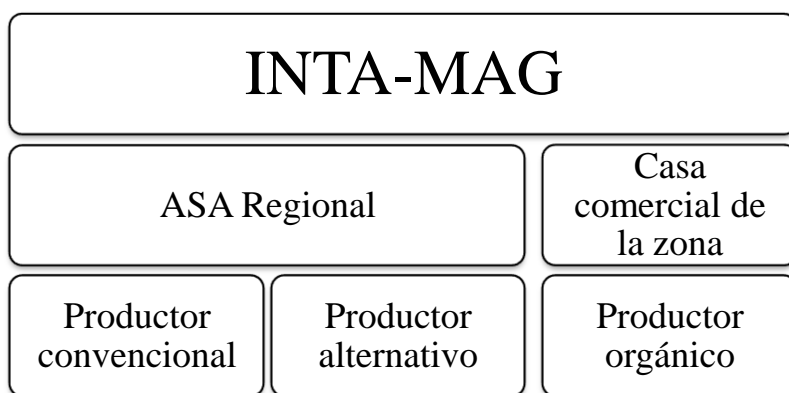 INTA-MAG
ASA Regional
Casa
comercial de
la zona
Productor
convencional
Productor
alternativo
Productor
orgánico